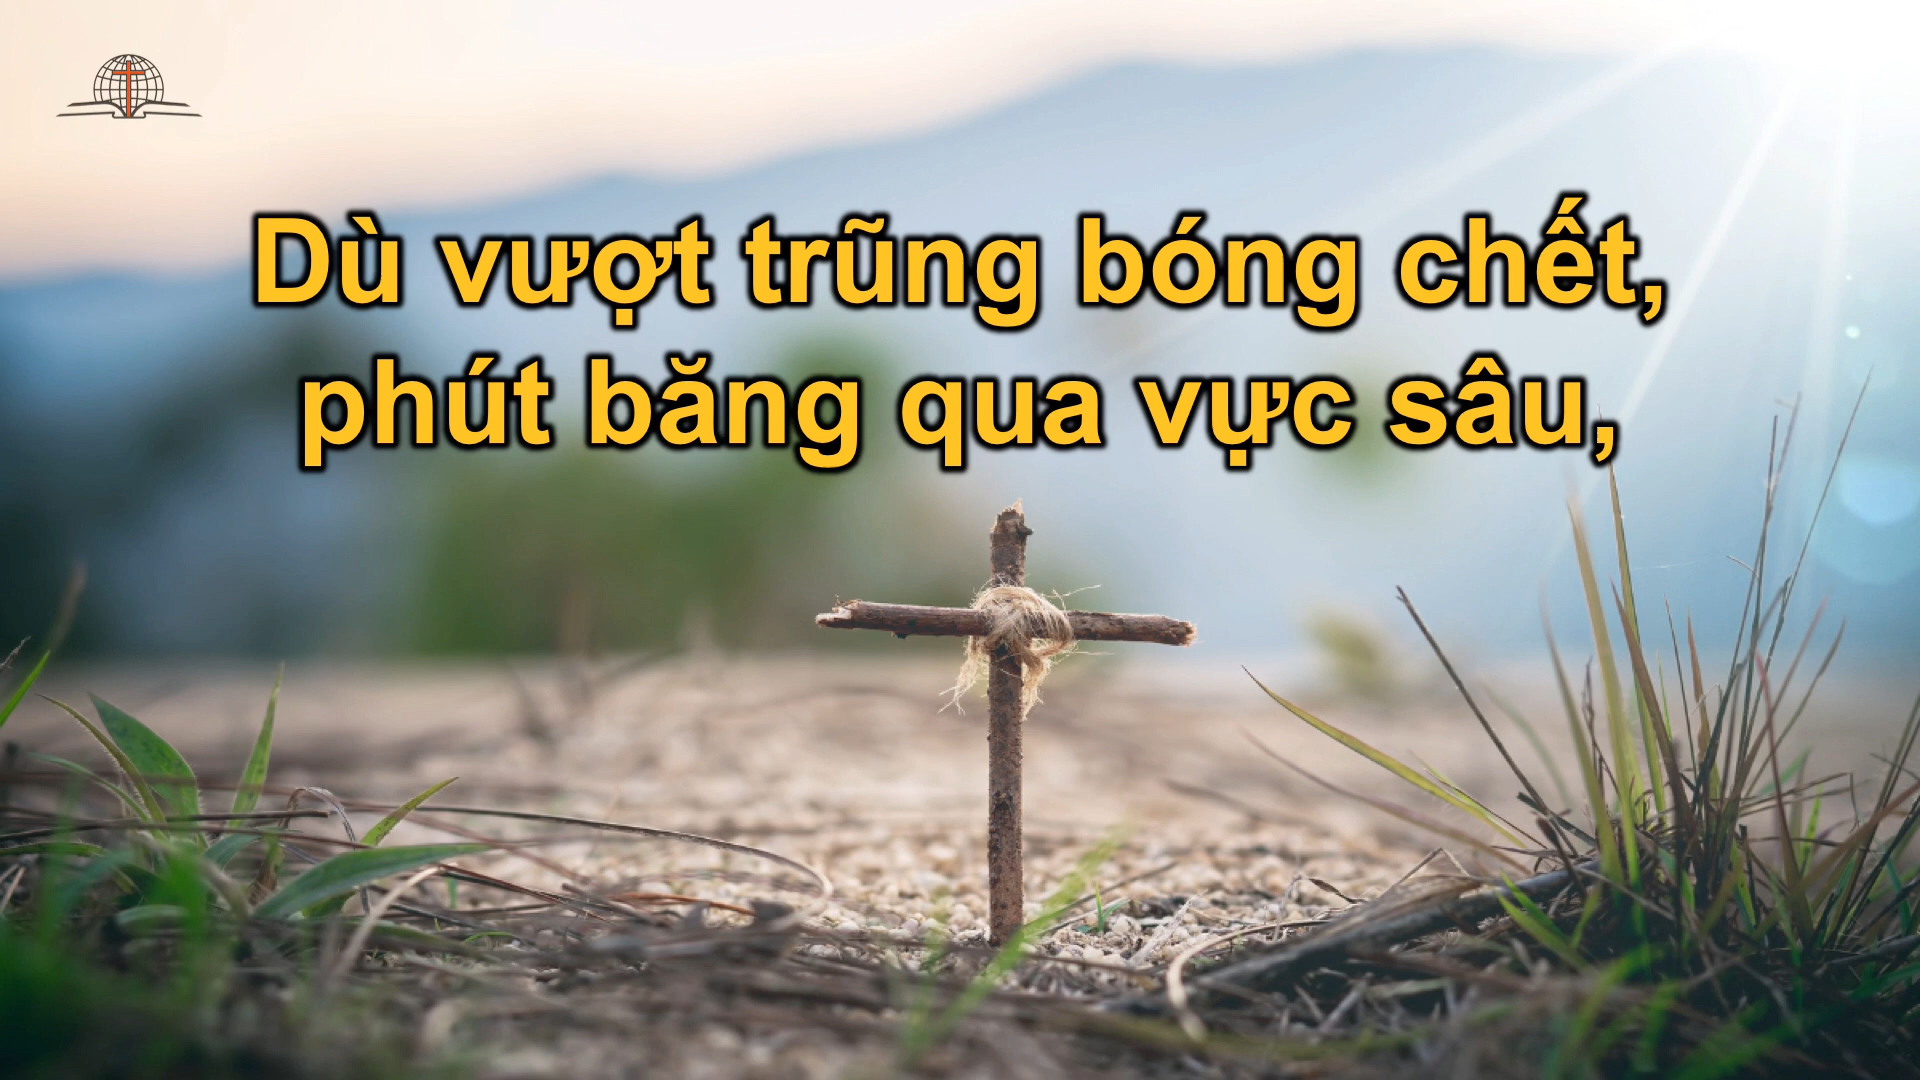 Dù vượt trũng bóng chết,
phút băng qua vực sâu,